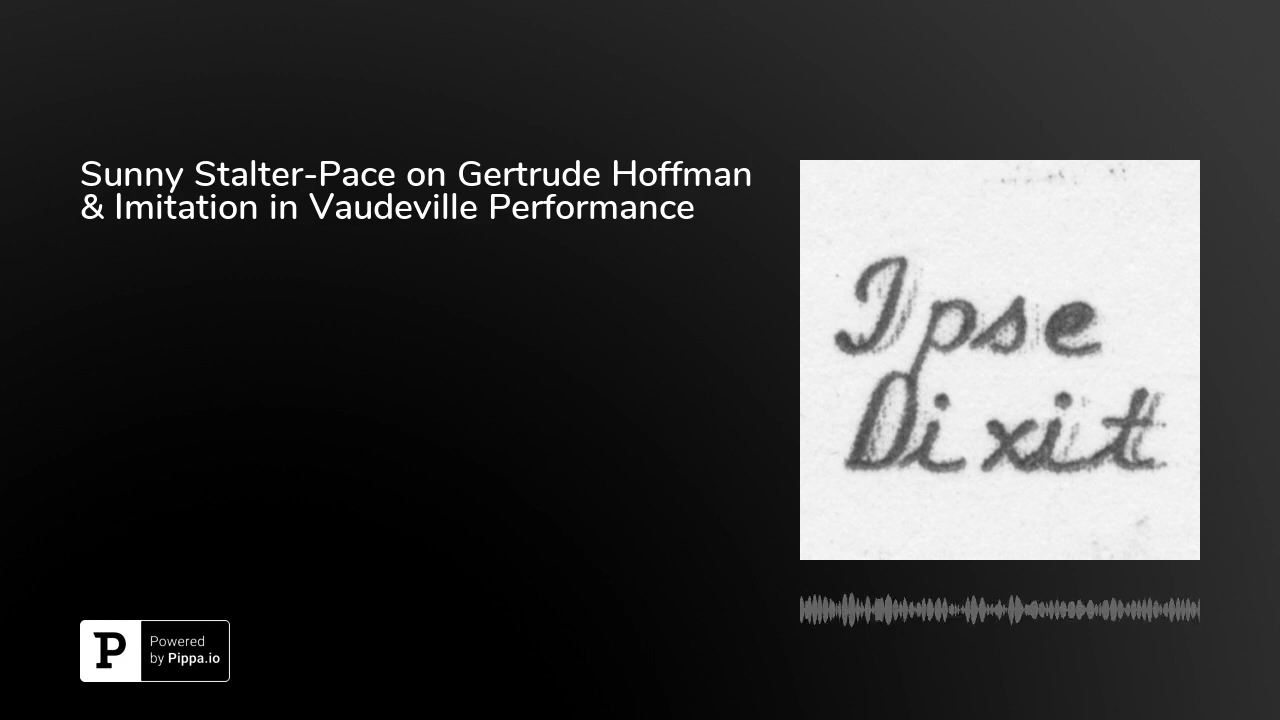 Sunny Stalter-Pace on Gertrude Hoffman
& Imitation in Vaudeville Performance
Ipse
Dixit
P
Powered
by Pippa.io